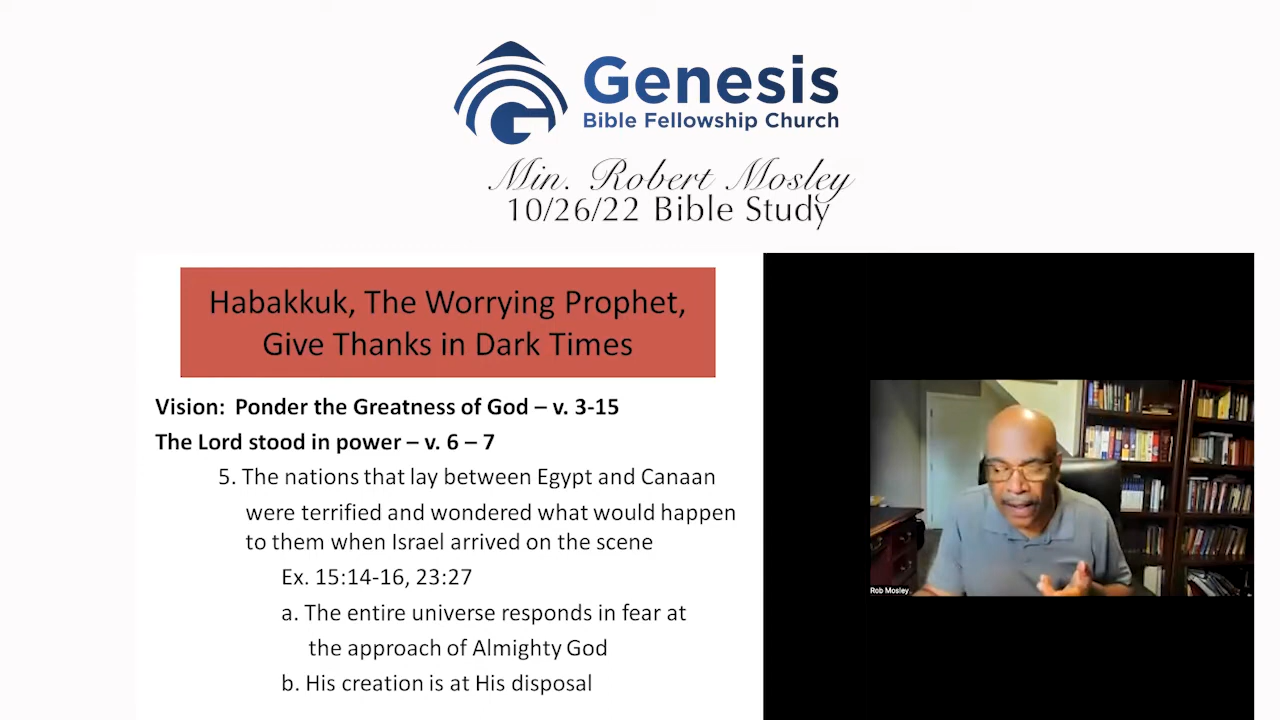 Genesis
Bible Fellowship Church
Min. Robert Mosley
10/26/22 Bible Study
Habakkuk, The Worrying Prophet,
Give Thanks in Dark Times
Vision: Ponder the Greatness of God – v. 3-15
The Lord stood in power – v. 6 – 7
5. The nations that lay between Egypt and Canaan
were terrified and wondered what would happen
to them when Israel arrived on the scene
Ex. 15:14-16, 23:27
a. The entire universe responds in fear at
the approach of Almighty God
b. His creation is at His disposal
Rob Mosley